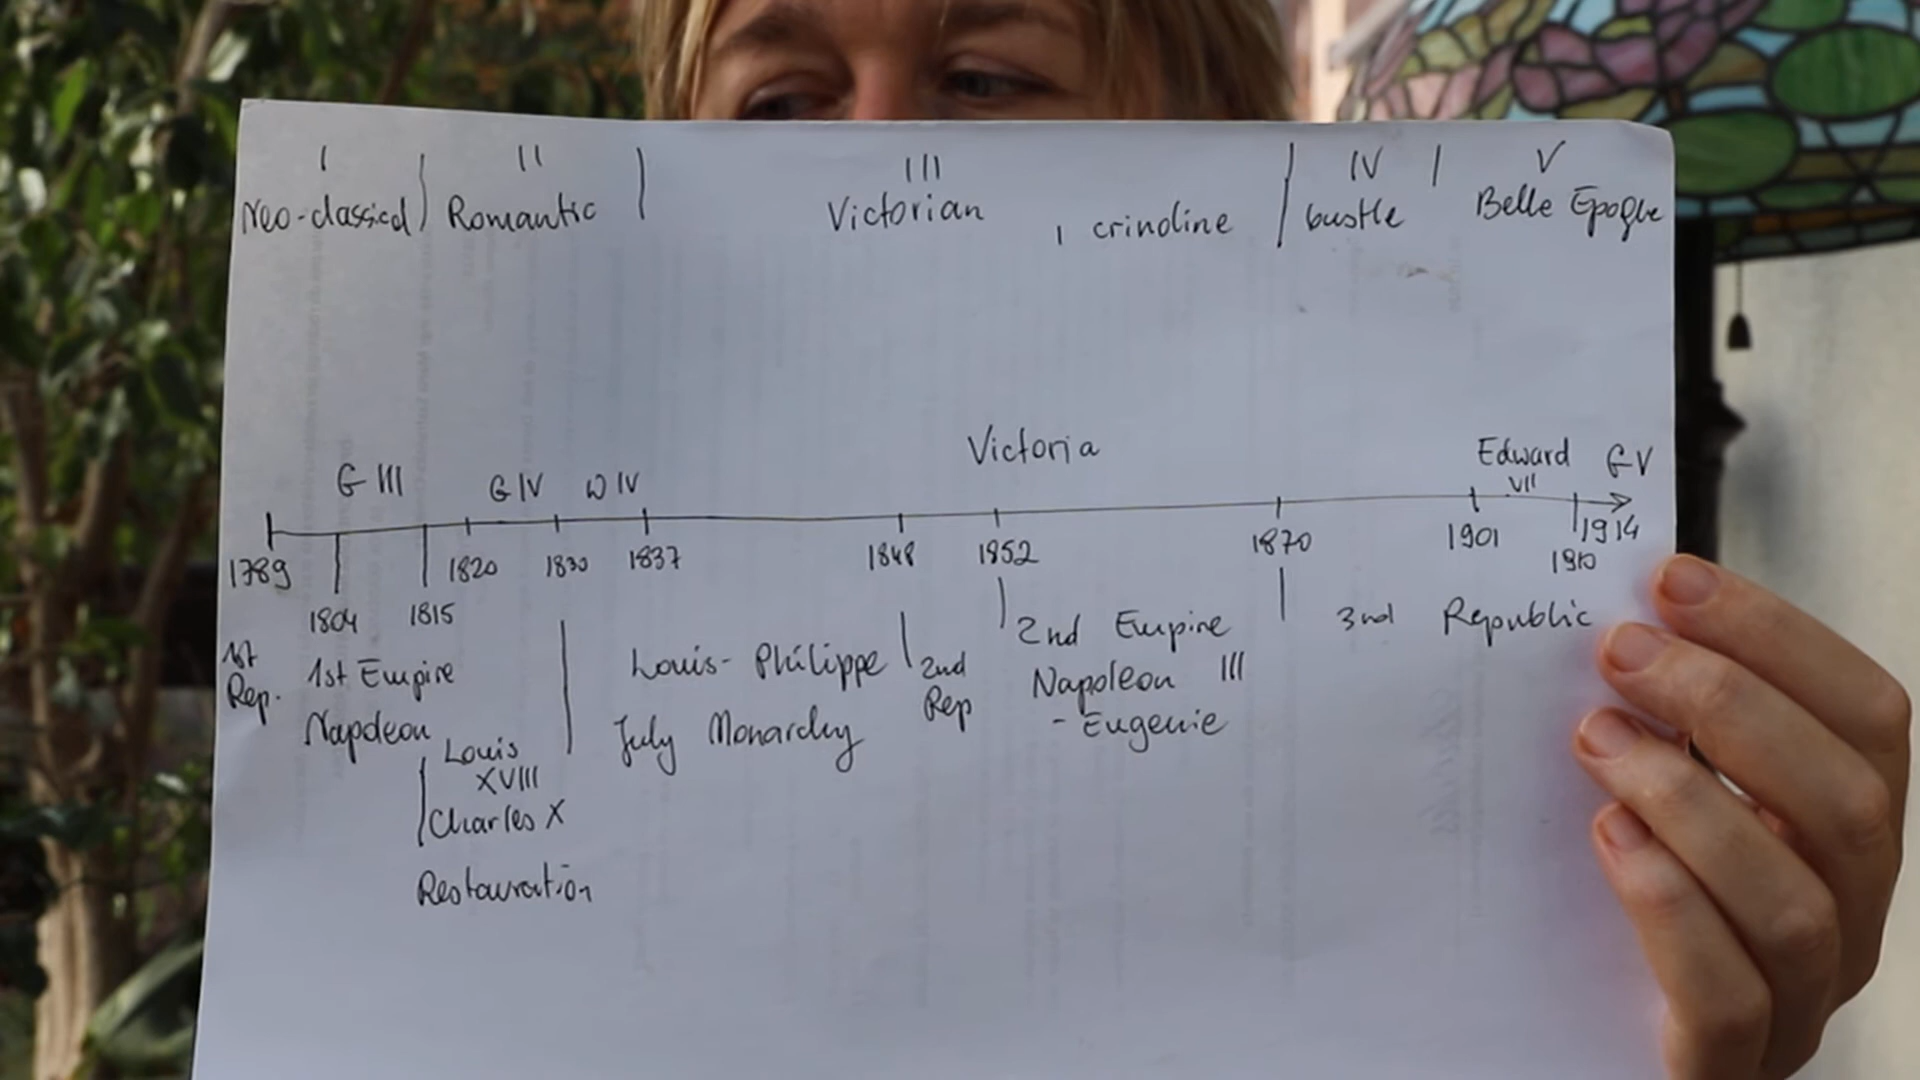 I II III IV V
Neo-classical Romantic Victorian crindine bustle Belle Epoque
Victoria
G III G IV W IV Edward VII G V
1789 1804 1815 1820 1830 1837 1848 1852 1870 1901 1910 1914
1st Rep.
1st Empire
Napoleon
Louis XVIII
Charles X
Restauration
Louis-Philippe
July Monarchy
2nd Rep
2nd Empire
Napoleon III
- Eugenie
3nd Republic